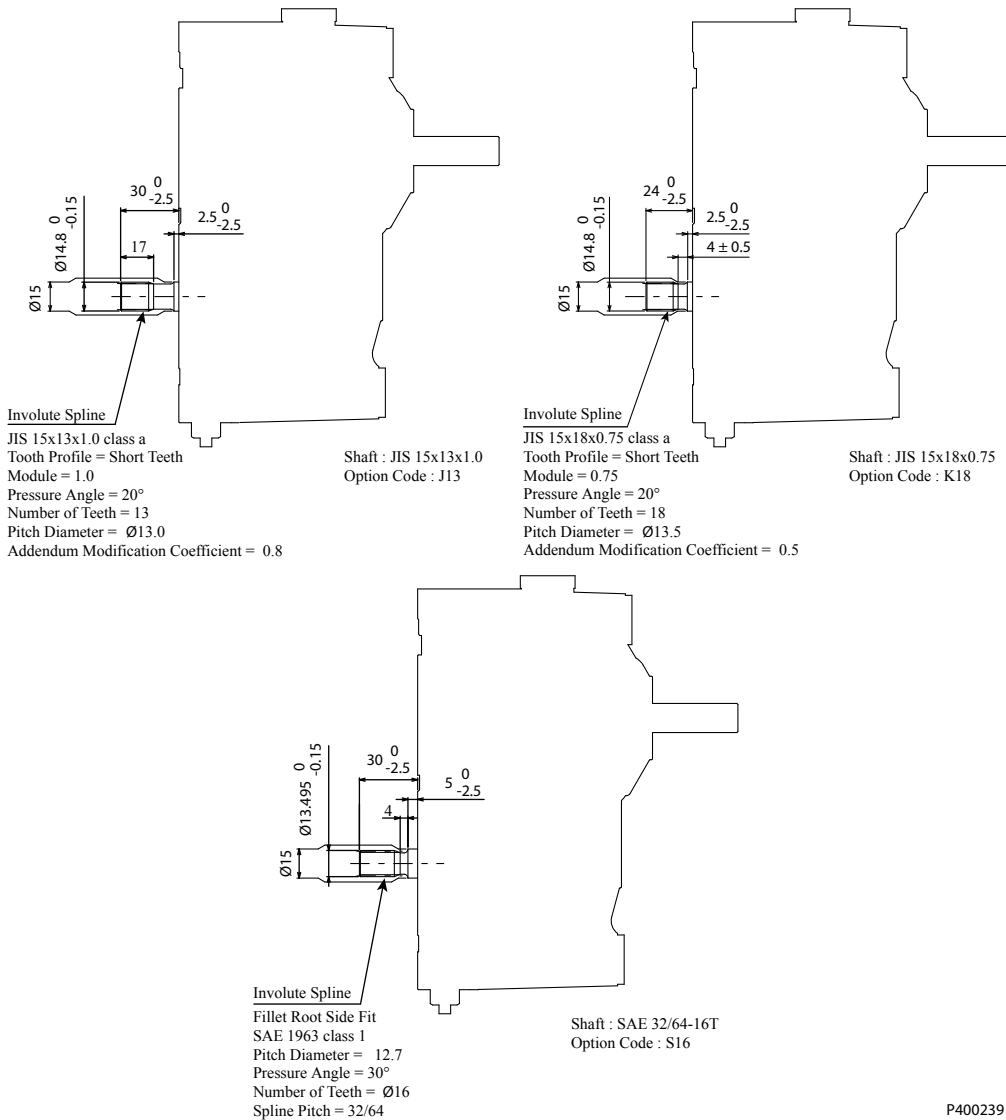 30 0 -2.5
2.5 0 -2.5
Ø14.8 0 -0.15
17
Ø15
Involute Spline
JIS 15x13x1.0 class a
Tooth Profile = Short Teeth
Module = 1.0
Pressure Angle = 20°
Number of Teeth = 13
Pitch Diameter = Ø13.0
Addendum Modification Coefficient = 0.8
Shaft : JIS 15x13x1.0
Option Code : J13
24 0 -2.5
2.5 0 -2.5
Ø14.8 0 -0.15
4 ± 0.5
Ø15
Involute Spline
JIS 15x18x0.75 class a
Tooth Profile = Short Teeth
Module = 0.75
Pressure Angle = 20°
Number of Teeth = 18
Pitch Diameter = Ø13.5
Addendum Modification Coefficient = 0.5
Shaft : JIS 15x18x0.75
Option Code : K18
30 0 -2.5
5 0 -2.5
Ø13.495 0 -0.15
4
Ø15
Involute Spline
Fillet Root Side Fit
SAE 1963 class 1
Pitch Diameter = 12.7
Pressure Angle = 30°
Number of Teeth = Ø16
Spline Pitch = 32/64
Shaft : SAE 32/64-16T
Option Code : S16
P400239